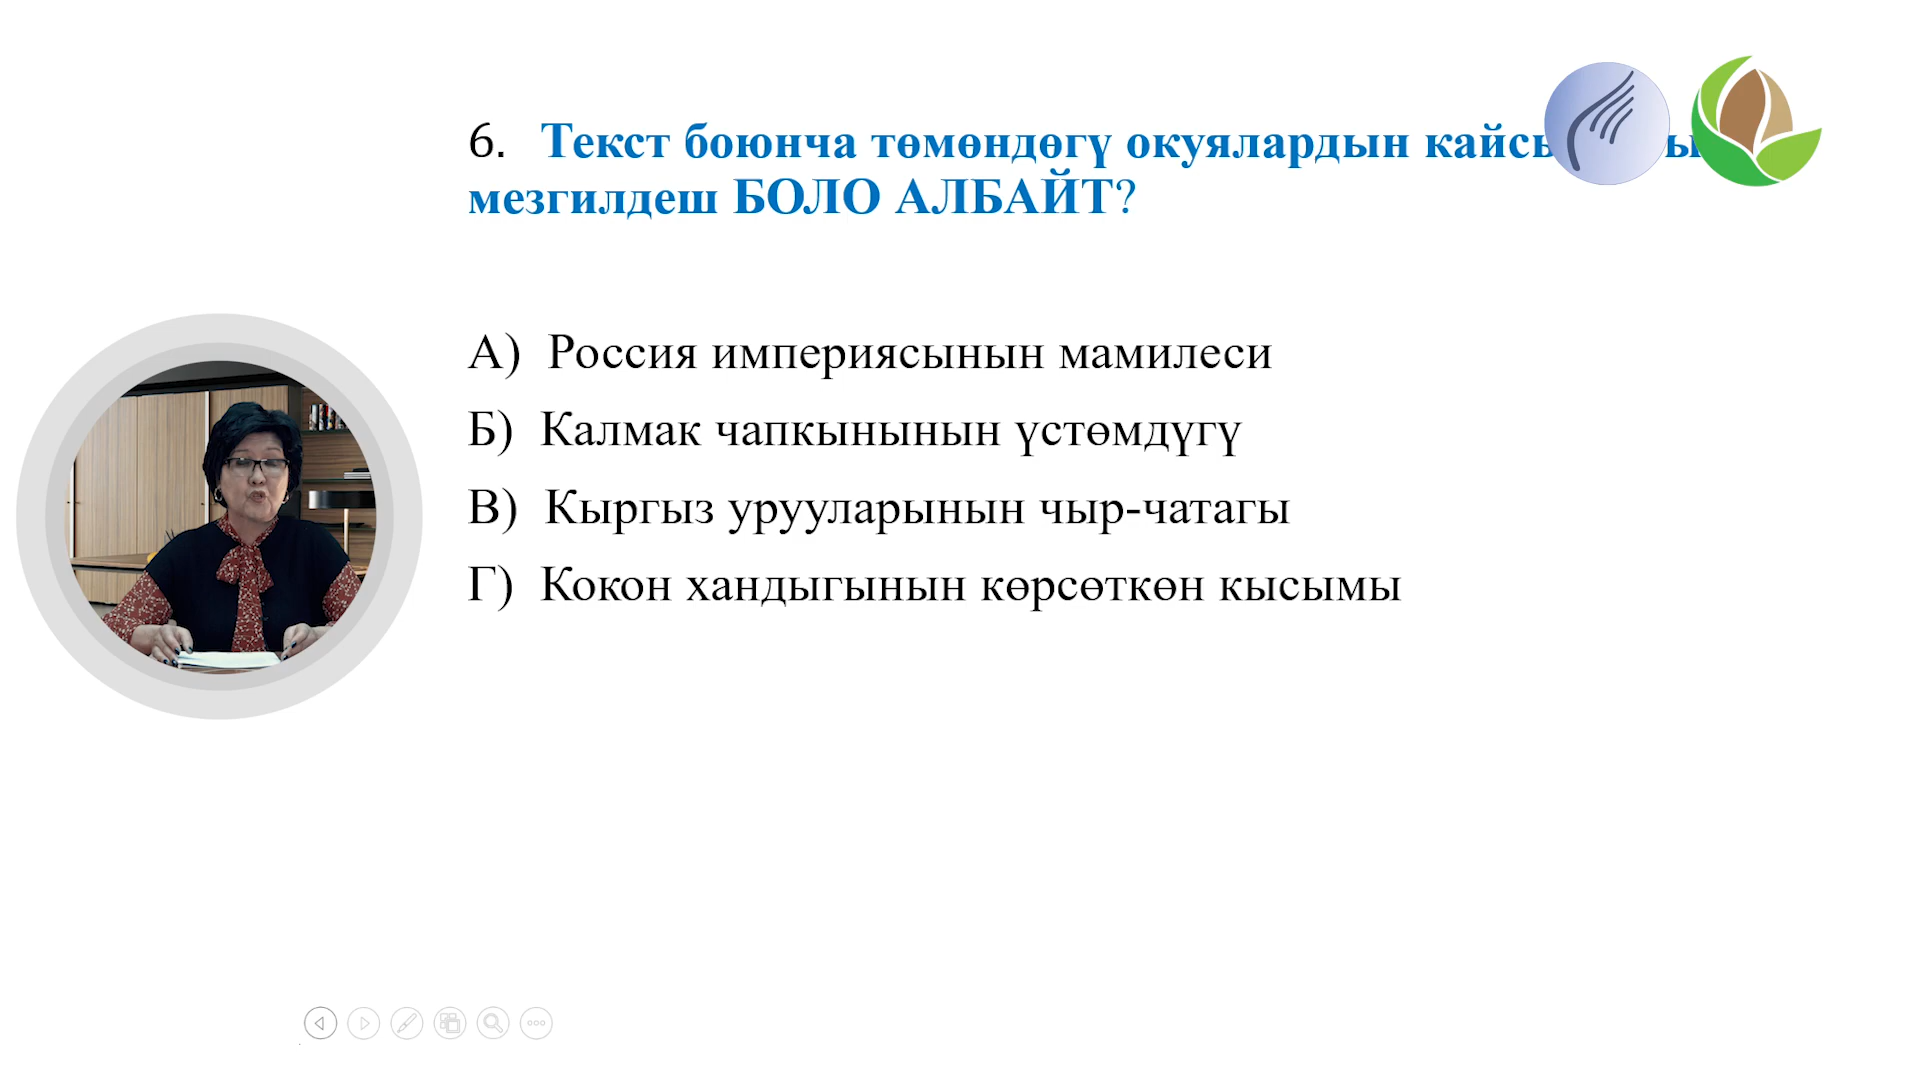 6. Текст боюнча төмөндөгү окуялардын
мезгилдеш БОЛО АЛБАЙТ?
А) Россия империясынын мамилеси
Б) Калмак чапкынынын үстөмдүгү
В) Кыргыз урууларынын чыр-чатагы
Г) Кокон хандыгынын көрсөткөн кысымы